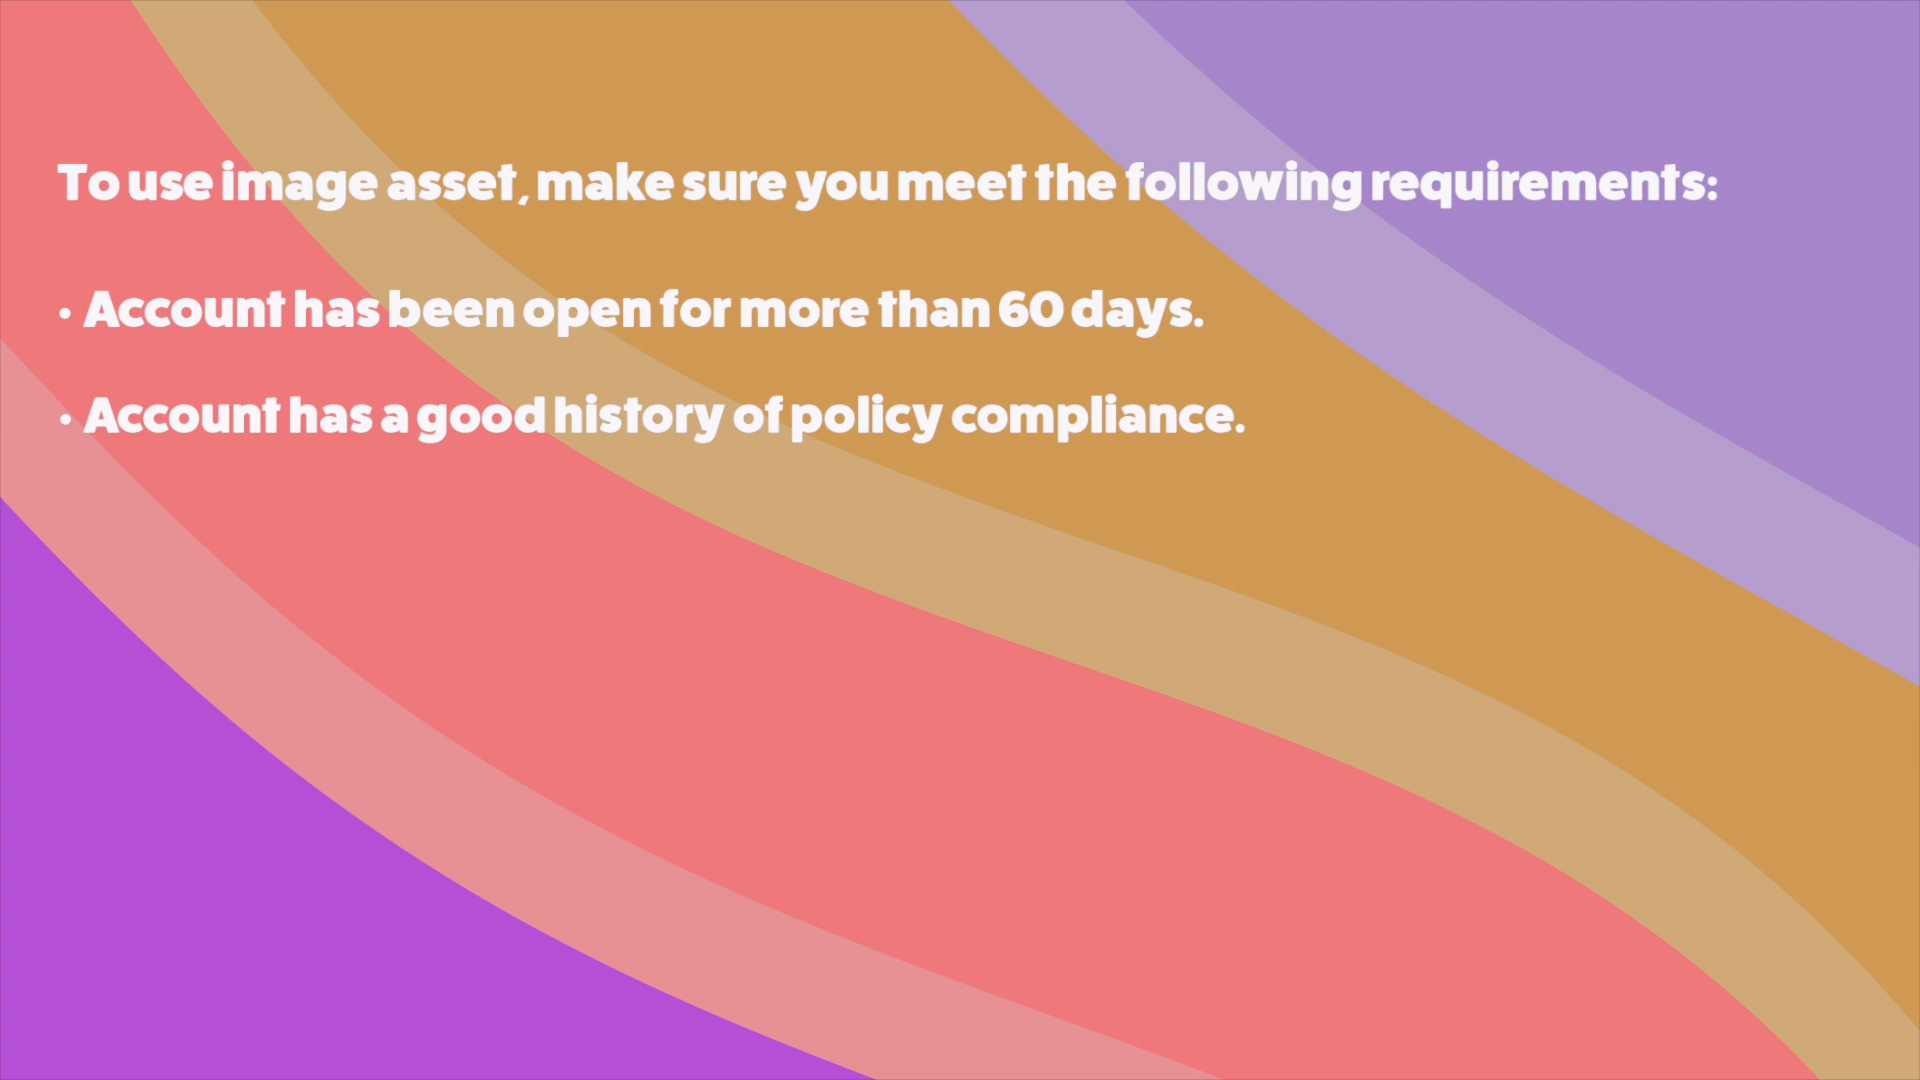 To use image asset, make sure you meet the following requirements:
• Account has been open for more than 60 days.
• Account has a good history of policy compliance.